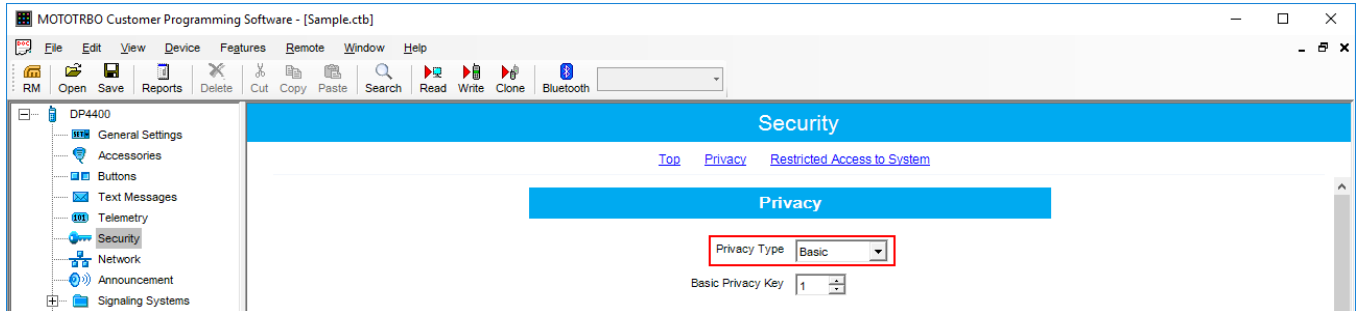 MOTOTRBO Customer Programming Software - [Sample.ctb]
File Edit View Device Features Remote Window Help
RM Open Save Reports Delete Cut Copy Paste Search Read Write Clone Bluetooth
DP4400
General Settings
Accessories
Buttons
Text Messages
Telemetry
Security
Network
Announcement
Signaling Systems
Security
Top Privacy Restricted Access to System
Privacy
Privacy Type Basic
Basic Privacy Key 1